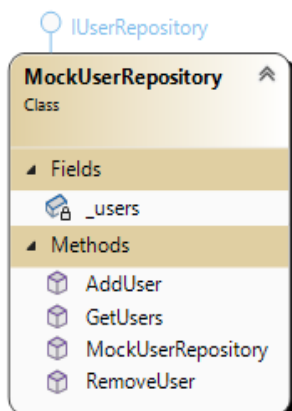 IUserRepository
MockUserRepository
Class
Fields
_users
Methods
AddUser
GetUsers
MockUserRepository
RemoveUser